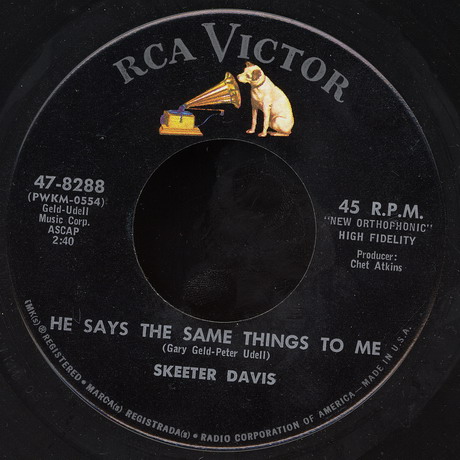 RCA VICTOR
47-8288
(PWKM-0554)
Geld-Udell
Music Corp.
ASCAP
2:40
45 R.P.M.
"NEW ORTHOPHONIC"
HIGH FIDELITY
Producer:
Chet Atkins
HE SAYS THE SAME THINGS TO ME
(Gary Geld-Peter Udell)
SKEETER DAVIS
TMK(s) ® REGISTERED • MARCA(s) REGISTRADA(s) • RADIO CORPORATION OF AMERICA—MADE IN U.S.A.